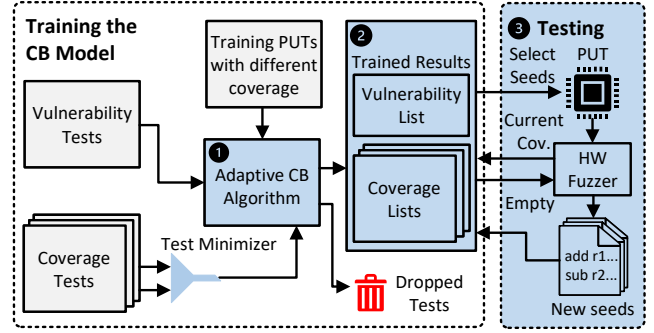 Training the
CB Model
Training PUTs
with different
coverage
Vulnerability
Tests
1
Adaptive CB
Algorithm
Coverage
Tests
Test Minimizer
2
Trained Results
Vulnerability
List
Coverage
Lists
Dropped
Tests
3 Testing
Select
Seeds
PUT
Current
Cov.
HW
Fuzzer
Empty
add r1...
sub r2...
New seeds